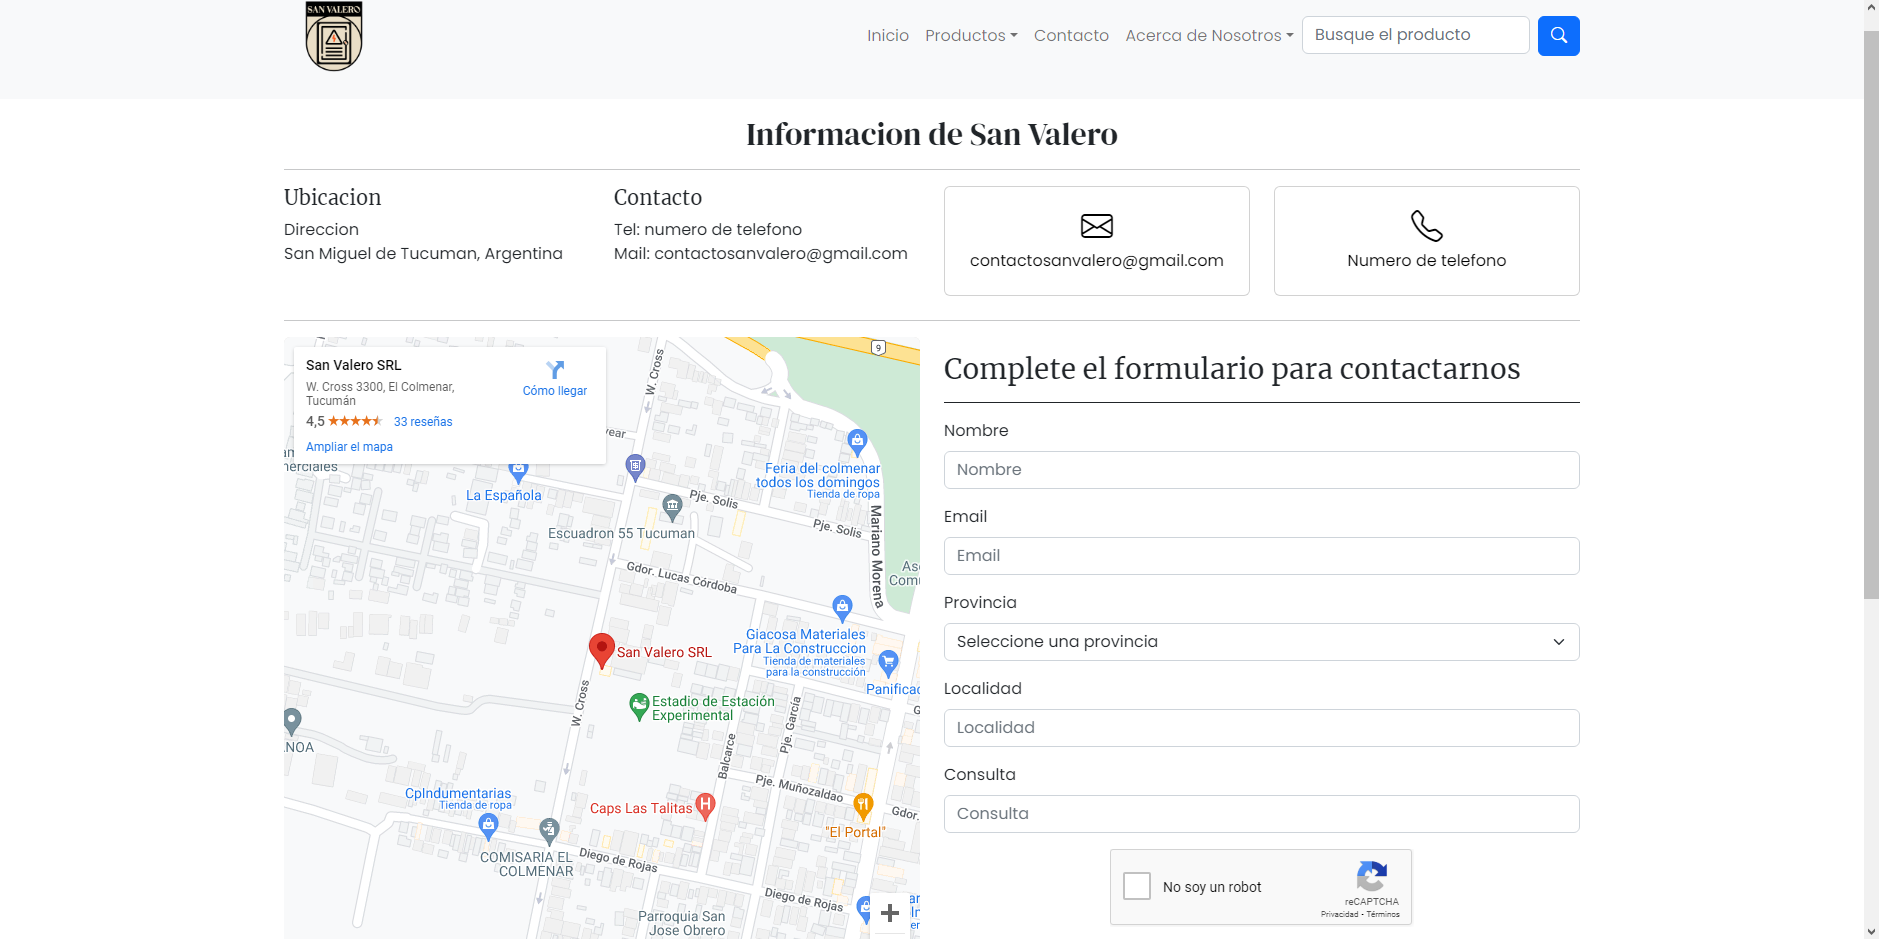 SAN VALERO
Inicio
Productos
Contacto
Acerca de Nosotros
Busque el producto
Informacion de San Valero
Ubicacion
Direccion
San Miguel de Tucuman, Argentina
Contacto
Tel: numero de telefono
Mail: contactosanvalero@gmail.com
contactosanvalero@gmail.com
Numero de telefono
San Valero SRL
W. Cross 3300, El Colmenar,
Tucumán
4,5
33 reseñas
Ampliar el mapa
Cómo llegar
9
W. Cross
La Española
Pje. Solis
Pje. Solis
Feria del colmenar
todos los domingos
Tienda de ropa
Escuadron 55 Tucuman
Mariano Morena
Gdor. Lucas Córdoba
Giacosa Materiales
Para La Construccion
Tienda de materiales
para la construcción
San Valero SRL
W. Cross
Estadio de Estación
Experimental
Pje. García
Balcarce
Pje. Muñozaldao
CpIndumentarias
Tienda de ropa
Caps Las Talitas
"El Portal"
Gdor.
COMISARIA EL
COLMENAR
Diego de Rojas
Diego de Rojas
Parroquia San
Jose Obrero
Complete el formulario para contactarnos
Nombre
Nombre
Email
Email
Provincia
Seleccione una provincia
Localidad
Localidad
Consulta
Consulta
No soy un robot
reCAPTCHA
Privacidad - Términos